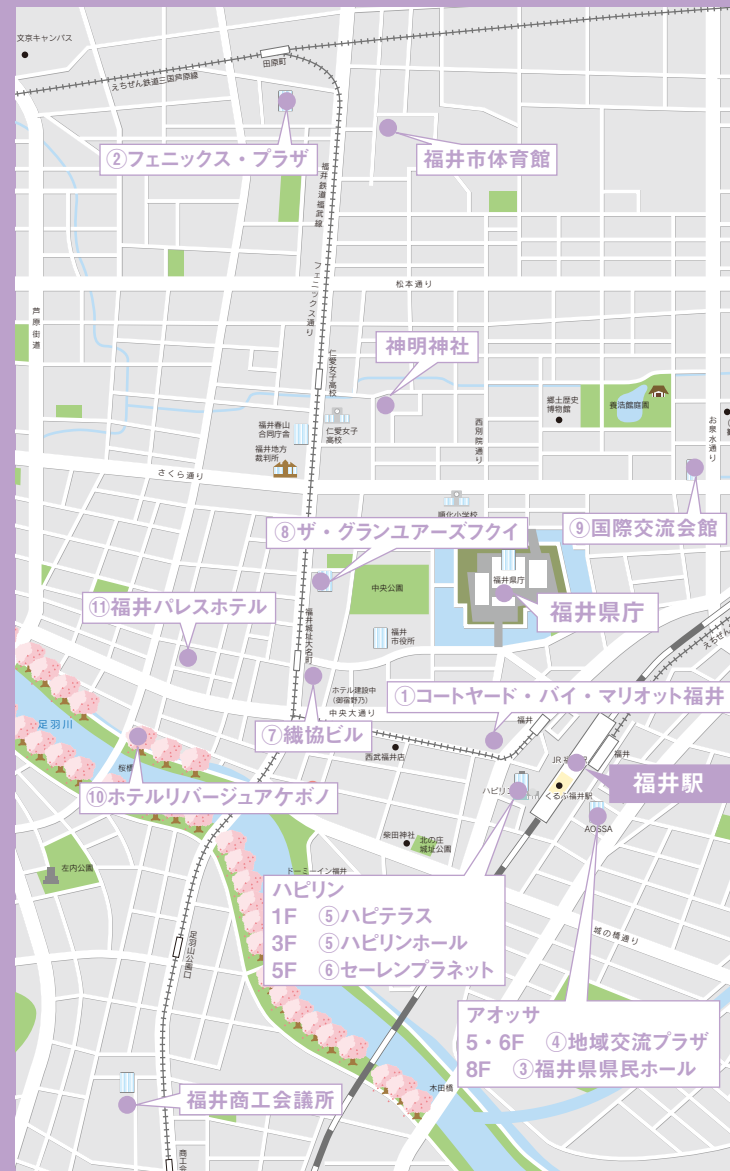 文京キャンパス
田原町
えちぜん鉄道三国芦原線
②フェニックス・プラザ
福井市体育館
福井鉄道福武線
フェニックス通り
松本通り
芦原街道
神明神社
仁愛女子高校
郷土歴史
博物館
養浩館庭園
お泉水通り
西別院通り
福井春山
合同庁舎
仁愛女子
高校
福井地方
裁判所
さくら通り
順化小学校
⑧ザ・グランユアーズフクイ
⑨国際交流会館
福井県庁
中央公園
福井県庁
⑪福井パレスホテル
福井城址大名町
福井
市役所
えちぜん
ホテル建設中
(御宿野乃)
中央大通り
①コートヤード・バイ・マリオット福井
足羽川
⑦繊協ビル
福井
西武福井店
福井
JR
桜橋
福井駅
⑩ホテルリバージュアケボノ
ハピリン
くるふ福井駅
AOSSA
柴田神社
北の庄
城址公園
左内公園
ドーミーイン福井
ハピリン
1F ⑤ハピテラス
3F ⑤ハピリンホール
5F ⑥セーレンプラネット
城の橋通り
足羽山公園口
アオッサ
5・6F ④地域交流プラザ
8F ③福井県県民ホール
木田橋
福井商工会議所
商工会